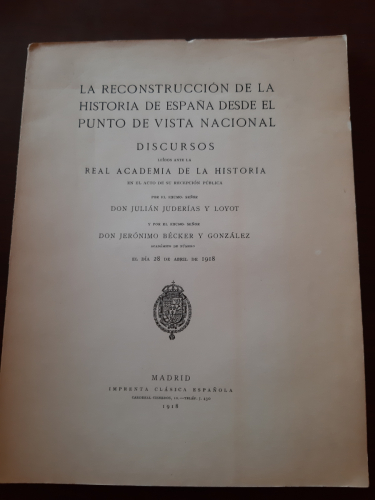 LA RECONSTRUCCIÓN DE LA
HISTORIA DE ESPAÑA DESDE EL
PUNTO DE VISTA NACIONAL
DISCURSOS
LEÍDOS ANTE LA
REAL ACADEMIA DE LA HISTORIA
EN EL ACTO DE SU RECEPCIÓN PÚBLICA
POR EL EXCMO. SEÑOR
DON JULIÁN JUDERÍAS Y LOYOT
Y POR EL EXCMO. SEÑOR
DON JERÓNIMO BÉCKER Y GONZÁLEZ
ACADÉMICO DE NÚMERO
EL DÍA 28 DE ABRIL DE 1918
MADRID
IMPRENTA CLÁSICA ESPAÑOLA
1918